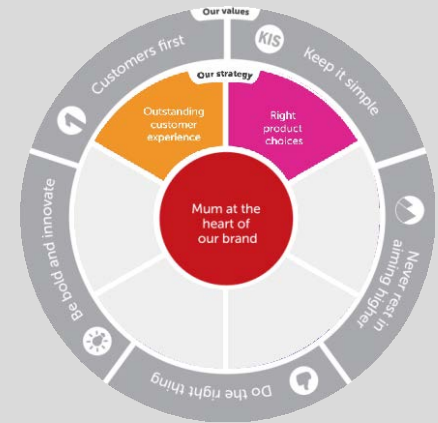 Our values
Customers first
KIS
Keep it simple
Our strategy
Outstanding
customer
experience
Right
product
choices
Mum at the
heart of
our brand
Be bold and innovate
Never rest in
aiming higher
Do the right thing